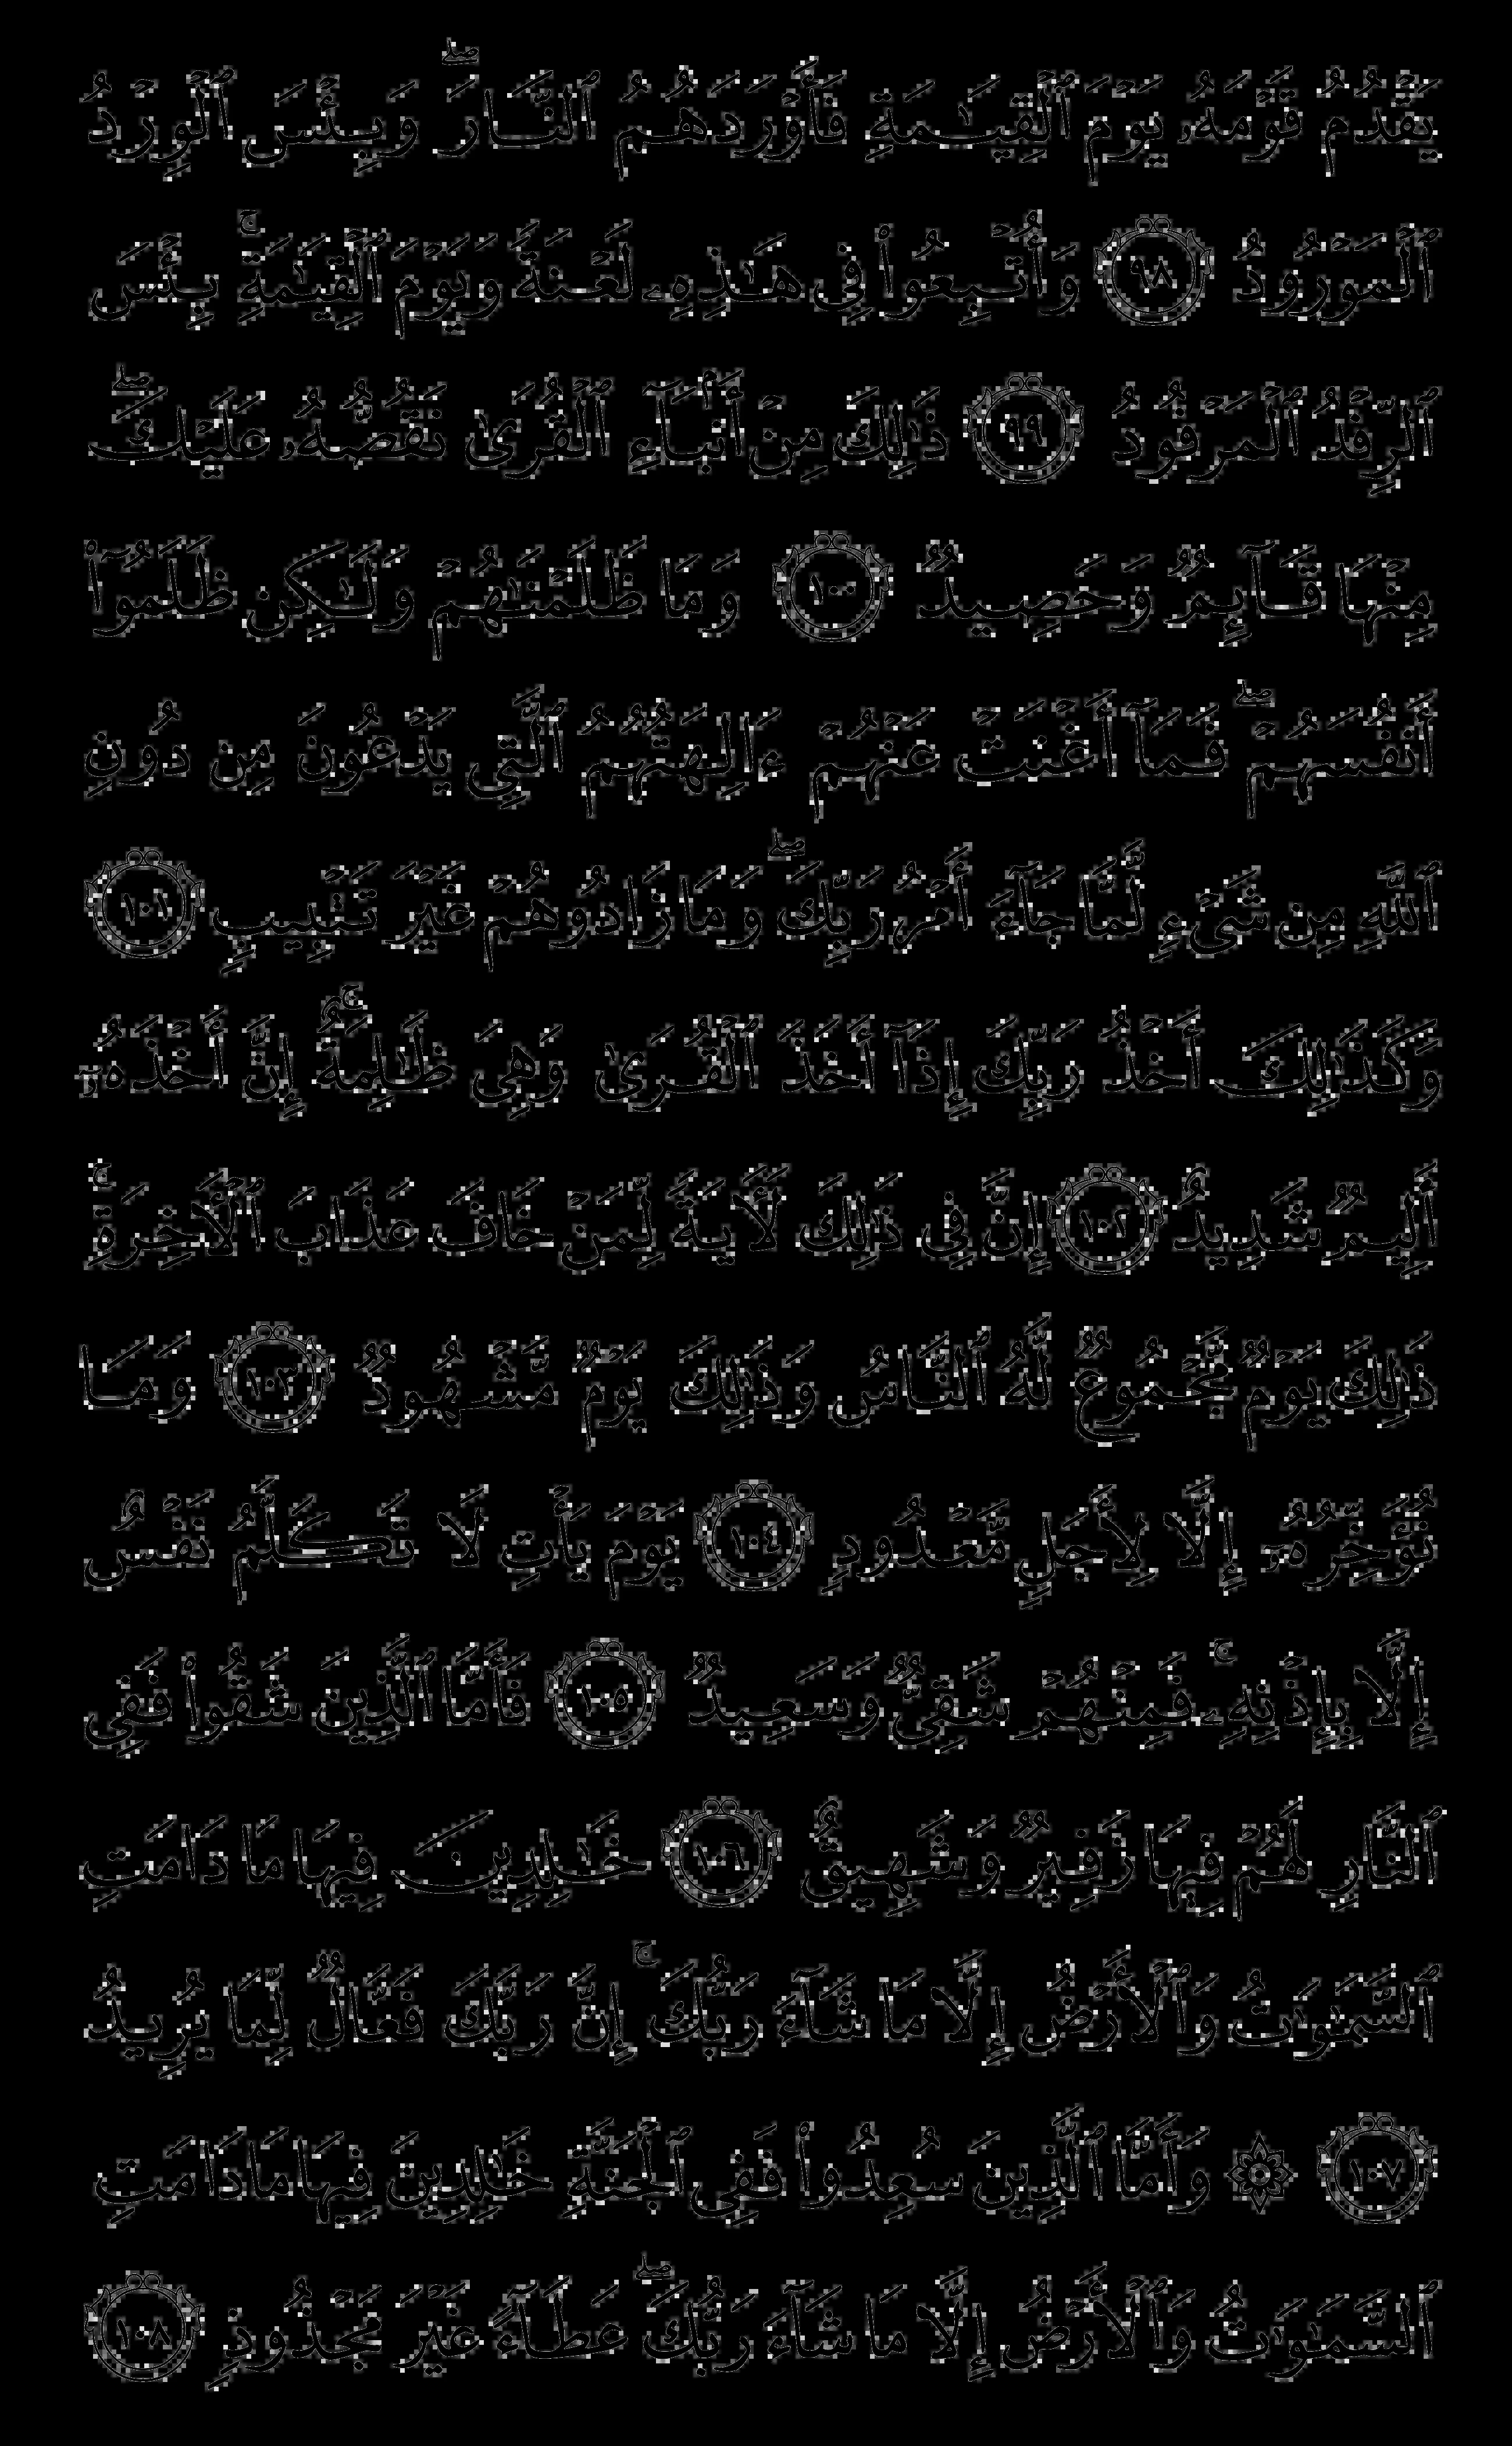 يَقْدُمُ قَوْمَهُۥ يَوْمَ ٱلْقِيَـٰمَةِ فَأَوْرَدَهُمُ ٱلنَّارَ ۖ وَبِئْسَ ٱلْوِرْدُ
ٱلْمَوْرُودُ ٩٨ وَأُتْبِعُوا۟ فِى هَـٰذِهِۦ لَعْنَةً وَيَوْمَ ٱلْقِيَـٰمَةِ ۚ بِئْسَ
ٱلرِّفْدُ ٱلْمَرْفُودُ ٩٩ ذَٰلِكَ مِنْ أَنۢبَآءِ ٱلْقُرَىٰ نَقُصُّهُۥ عَلَيْكَ ۖ
مِنْهَا قَآئِمٌ وَحَصِيدٌ ١٠٠ وَمَا ظَلَمْنَـٰهُمْ وَلَـٰكِن ظَلَمُوٓا۟
أَنفُسَهُمْ ۖ فَمَآ أَغْنَتْ عَنْهُمْ ءَالِهَتُهُمُ ٱلَّتِى يَدْعُونَ مِن دُونِ
ٱللَّهِ مِن شَىْءٍ لَّمَّا جَآءَ أَمْرُ رَبِّكَ ۖ وَمَا زَادُوهُمْ غَيْرَ تَتْبِيبٍ ١٠١
وَكَذَٰلِكَ أَخْذُ رَبِّكَ إِذَآ أَخَذَ ٱلْقُرَىٰ وَهِىَ ظَـٰلِمَةٌ ۚ إِنَّ أَخْذَهُۥٓ
أَلِيمٌ شَدِيدٌ ١٠٢ إِنَّ فِى ذَٰلِكَ لَـَٔايَةً لِّمَنْ خَافَ عَذَابَ ٱلْـَٔاخِرَةِ ۚ
ذَٰلِكَ يَوْمٌ مَّجْمُوعٌ لَّهُ ٱلنَّاسُ وَذَٰلِكَ يَوْمٌ مَّشْهُودٌ ١٠٣ وَمَا
نُؤَخِّرُهُۥٓ إِلَّا لِأَجَلٍ مَّعْدُودٍ ١٠٤ يَوْمَ يَأْتِ لَا تَكَلَّمُ نَفْسٌ
إِلَّا بِإِذْنِهِۦ ۚ فَمِنْهُمْ شَقِىٌّ وَسَعِيدٌ ١٠٥ فَأَمَّا ٱلَّذِينَ شَقُوا۟ فَفِى
ٱلنَّارِ لَهُمْ فِيهَا زَفِيرٌ وَشَهِيقٌ ١٠٦ خَـٰلِدِينَ فِيهَا مَا دَامَتِ
ٱلسَّمَـٰوَٰتُ وَٱلْأَرْضُ إِلَّا مَا شَآءَ رَبُّكَ ۚ إِنَّ رَبَّكَ فَعَّالٌ لِّمَا يُرِيدُ
١٠٧ ۞ وَأَمَّا ٱلَّذِينَ سُعِدُوا۟ فَفِى ٱلْجَنَّةِ خَـٰلِدِينَ فِيهَا مَا دَامَتِ
ٱلسَّمَـٰوَٰتُ وَٱلْأَرْضُ إِلَّا مَا شَآءَ رَبُّكَ ۖ عَطَآءً غَيْرَ مَجْذُوذٍ ١٠٨